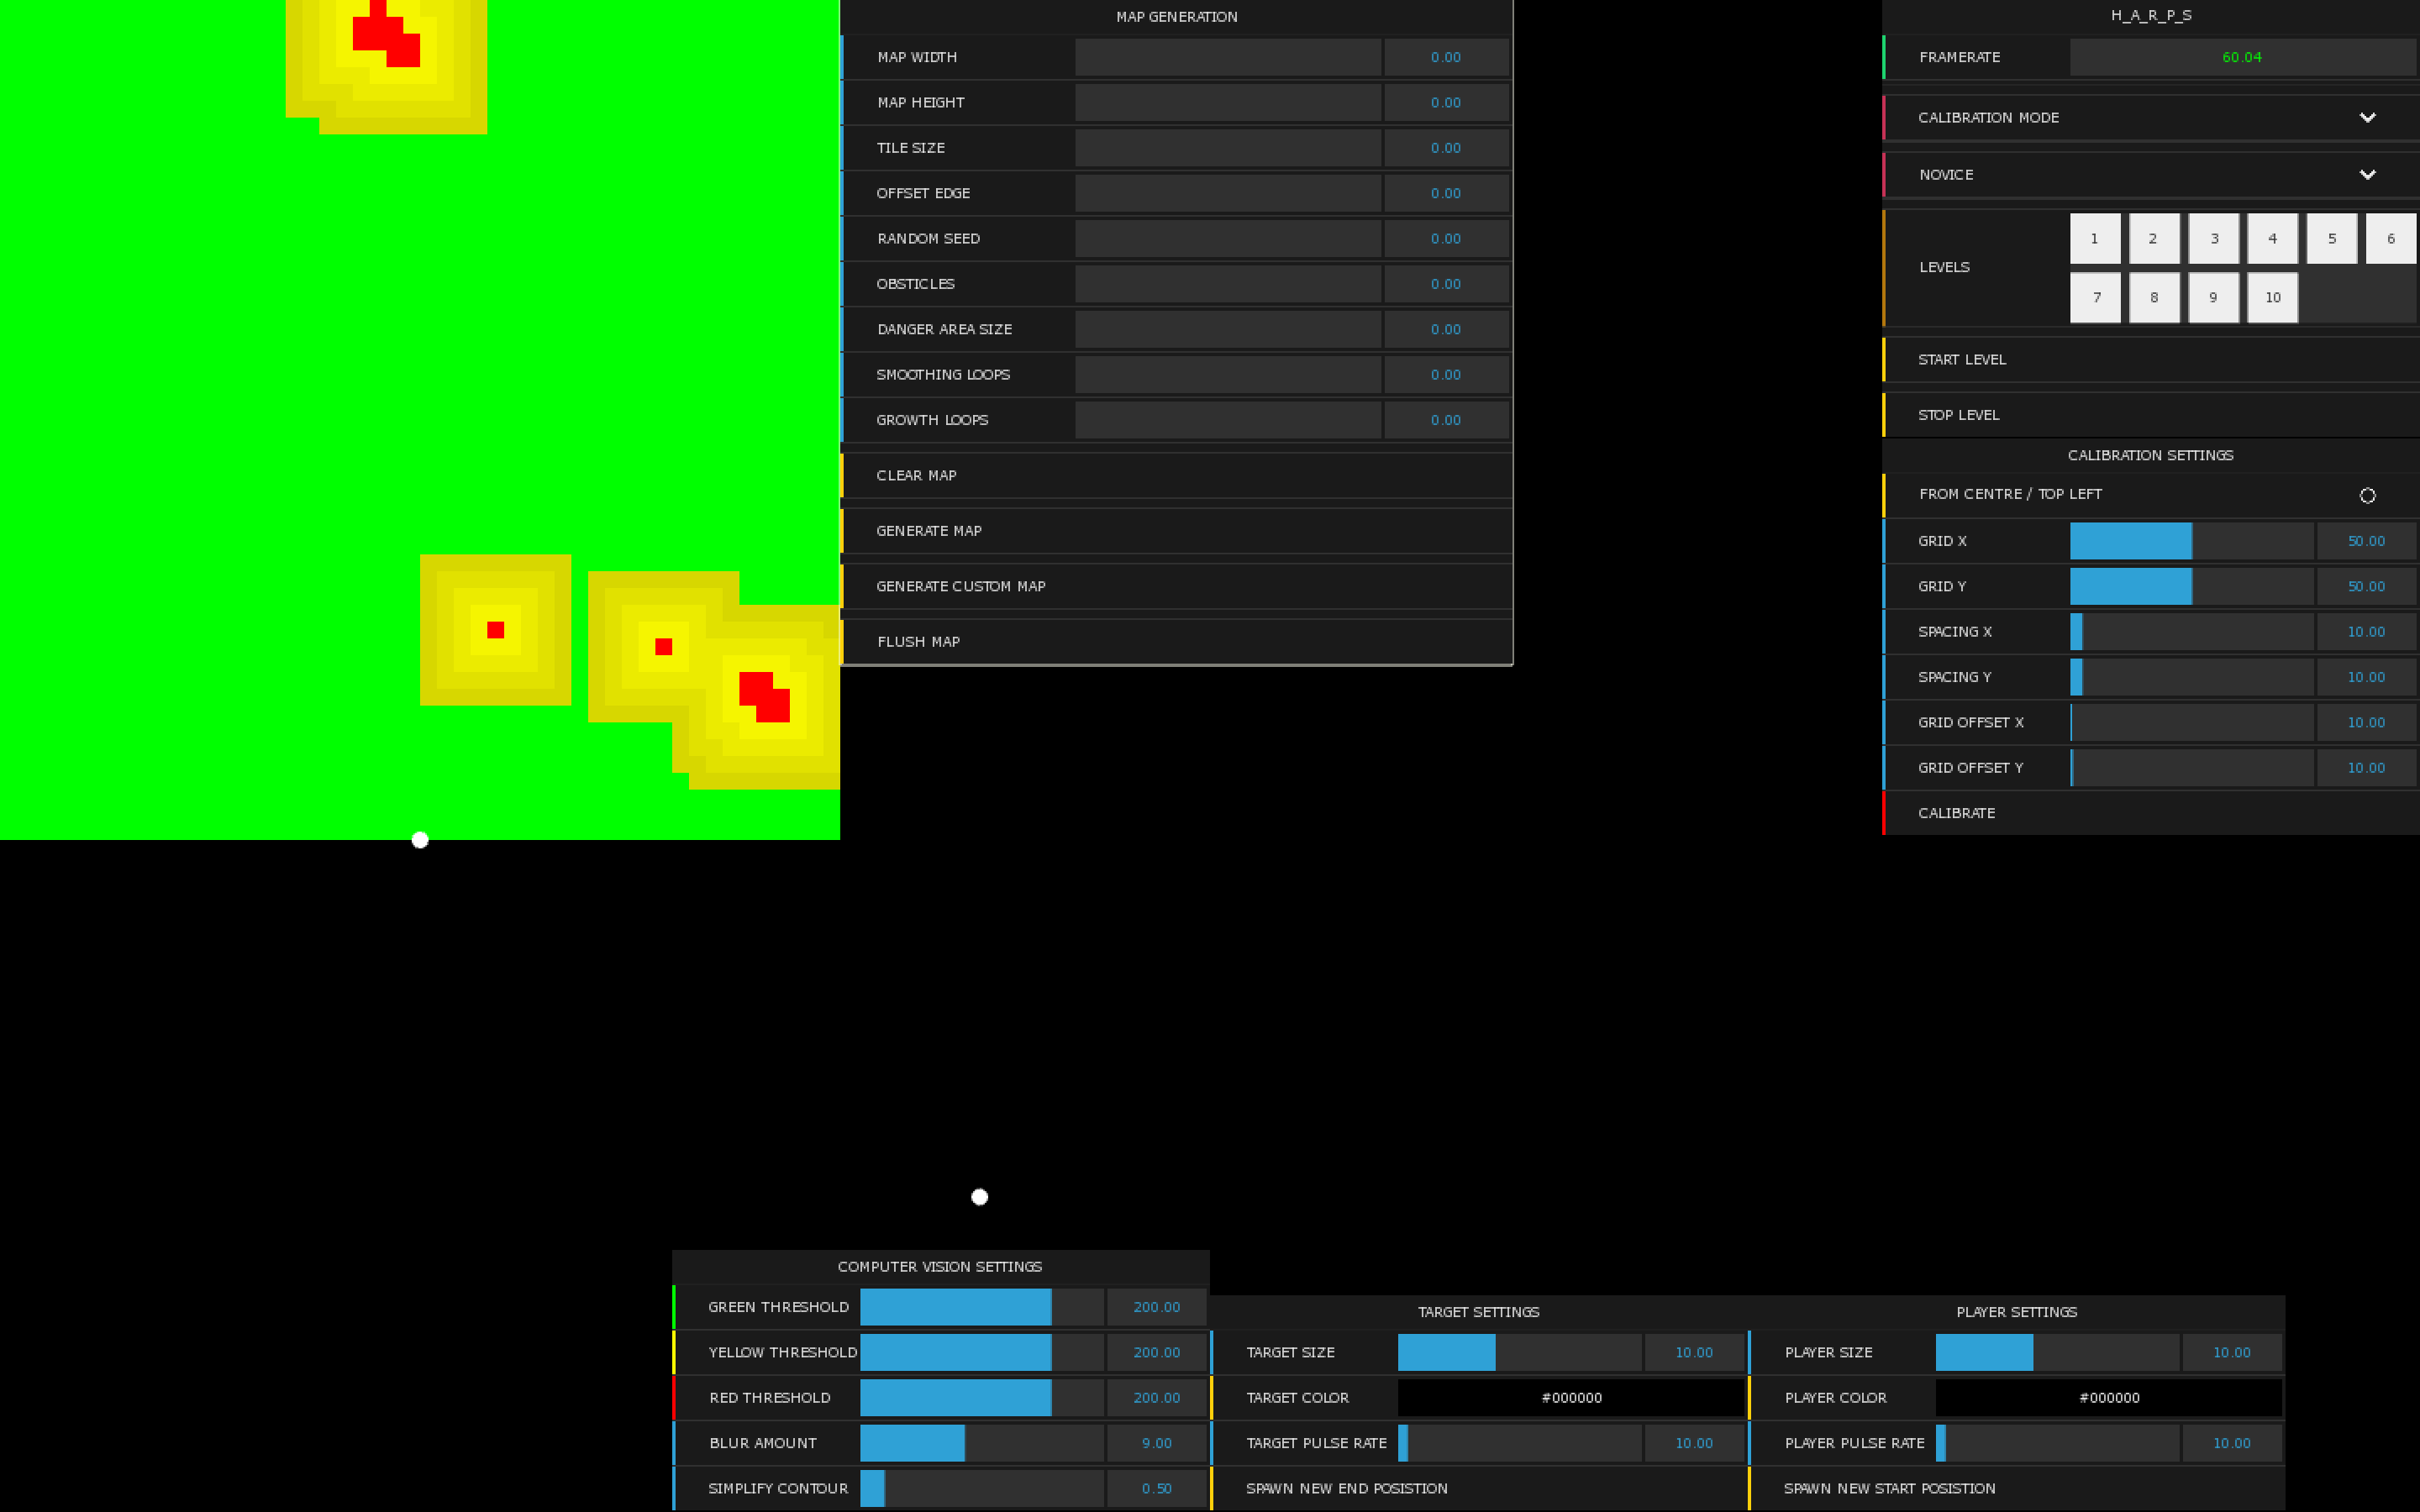 MAP GENERATION
MAP WIDTH 0.00
MAP HEIGHT 0.00
TILE SIZE 0.00
OFFSET EDGE 0.00
RANDOM SEED 0.00
OBSTICLES 0.00
DANGER AREA SIZE 0.00
SMOOTHING LOOPS 0.00
GROWTH LOOPS 0.00
CLEAR MAP
GENERATE MAP
GENERATE CUSTOM MAP
FLUSH MAP
H_A_R_P_S
FRAMERATE 60.04
CALIBRATION MODE
NOVICE
LEVELS
1 2 3 4 5 6
7 8 9 10
START LEVEL
STOP LEVEL
CALIBRATION SETTINGS
FROM CENTRE / TOP LEFT
GRID X 50.00
GRID Y 50.00
SPACING X 10.00
SPACING Y 10.00
GRID OFFSET X 10.00
GRID OFFSET Y 10.00
CALIBRATE
COMPUTER VISION SETTINGS
GREEN THRESHOLD 200.00
YELLOW THRESHOLD 200.00
RED THRESHOLD 200.00
BLUR AMOUNT 9.00
SIMPLIFY CONTOUR 0.50
TARGET SETTINGS
TARGET SIZE 10.00
TARGET COLOR #000000
TARGET PULSE RATE 10.00
SPAWN NEW END POSISTION
PLAYER SETTINGS
PLAYER SIZE 10.00
PLAYER COLOR #000000
PLAYER PULSE RATE 10.00
SPAWN NEW START POSISTION